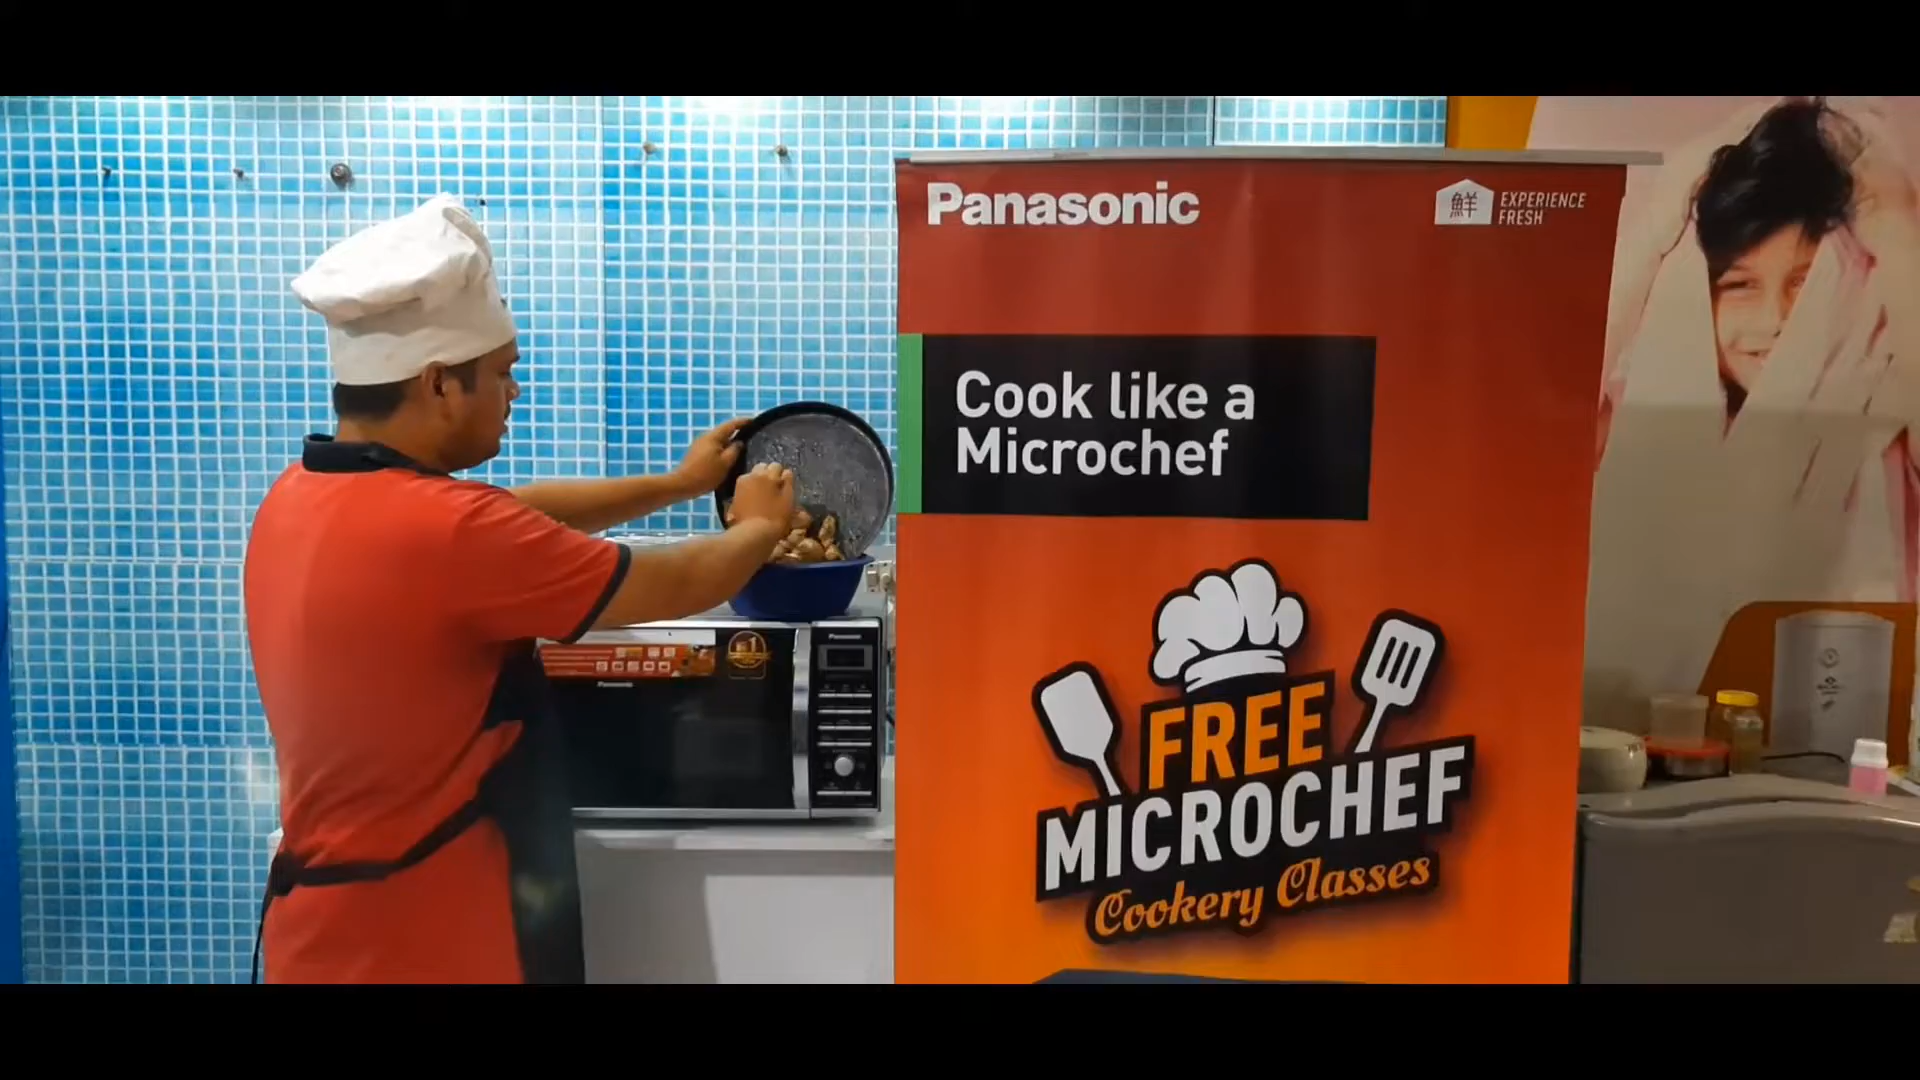 Panasonic
鮮 EXPERIENCE
FRESH
Cook like a
Microchef
FREE
MICROCHEF
Cookery Classes
Panasonic
Panasonic